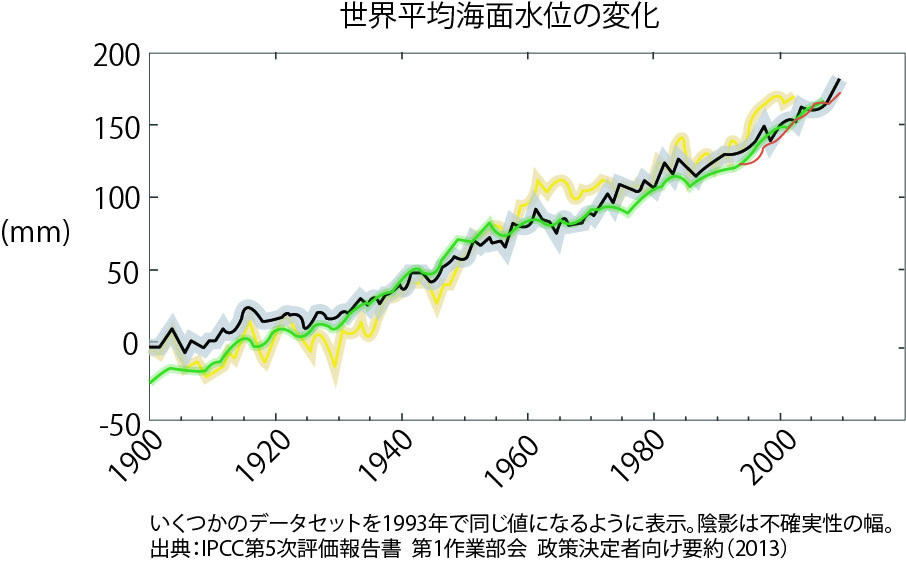 世界平均海面水位の変化
200
150
100
(mm)
50
0
-50
1900 1920 1940 1960 1980 2000
いくつかのデータセットを1993年で同じ値になるように表示。陰影は不確実性の幅。
出典：IPCC第5次評価報告書 第1作業部会 政策決定者向け要約（2013）